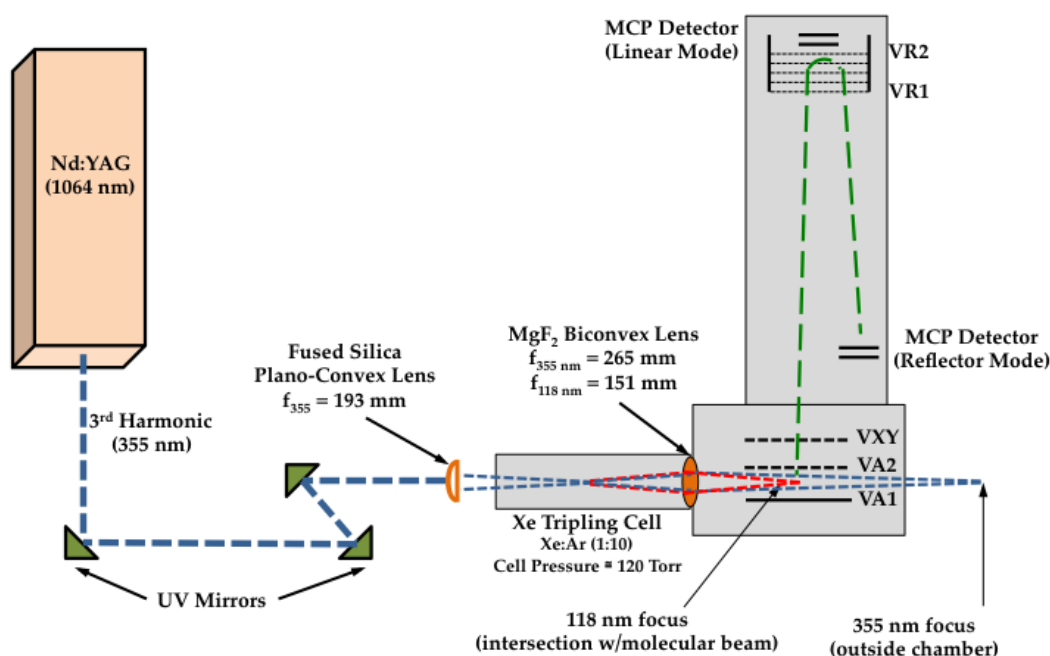 MCP Detector
(Linear Mode)
VR2
VR1
Nd:YAG
(1064 nm)
MgF₂ Biconvex Lens
f₃₅₅ ₙₘ = 265 mm
f₁₁₈ ₙₘ = 151 mm
MCP Detector
(Reflector Mode)
Fused Silica
Plano-Convex Lens
f₃₅₅ = 193 mm
3ʳᵈ Harmonic
(355 nm)
VXY
VA2
VA1
Xe Tripling Cell
Xe:Ar (1:10)
Cell Pressure ≅ 120 Torr
UV Mirrors
118 nm focus
(intersection w/molecular beam)
355 nm focus
(outside chamber)